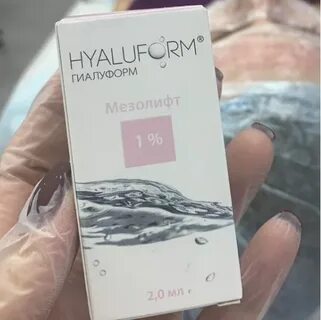 HYALUFORM®
ГИАЛУФОРМ
Мезолифт
1 %
2,0 мл